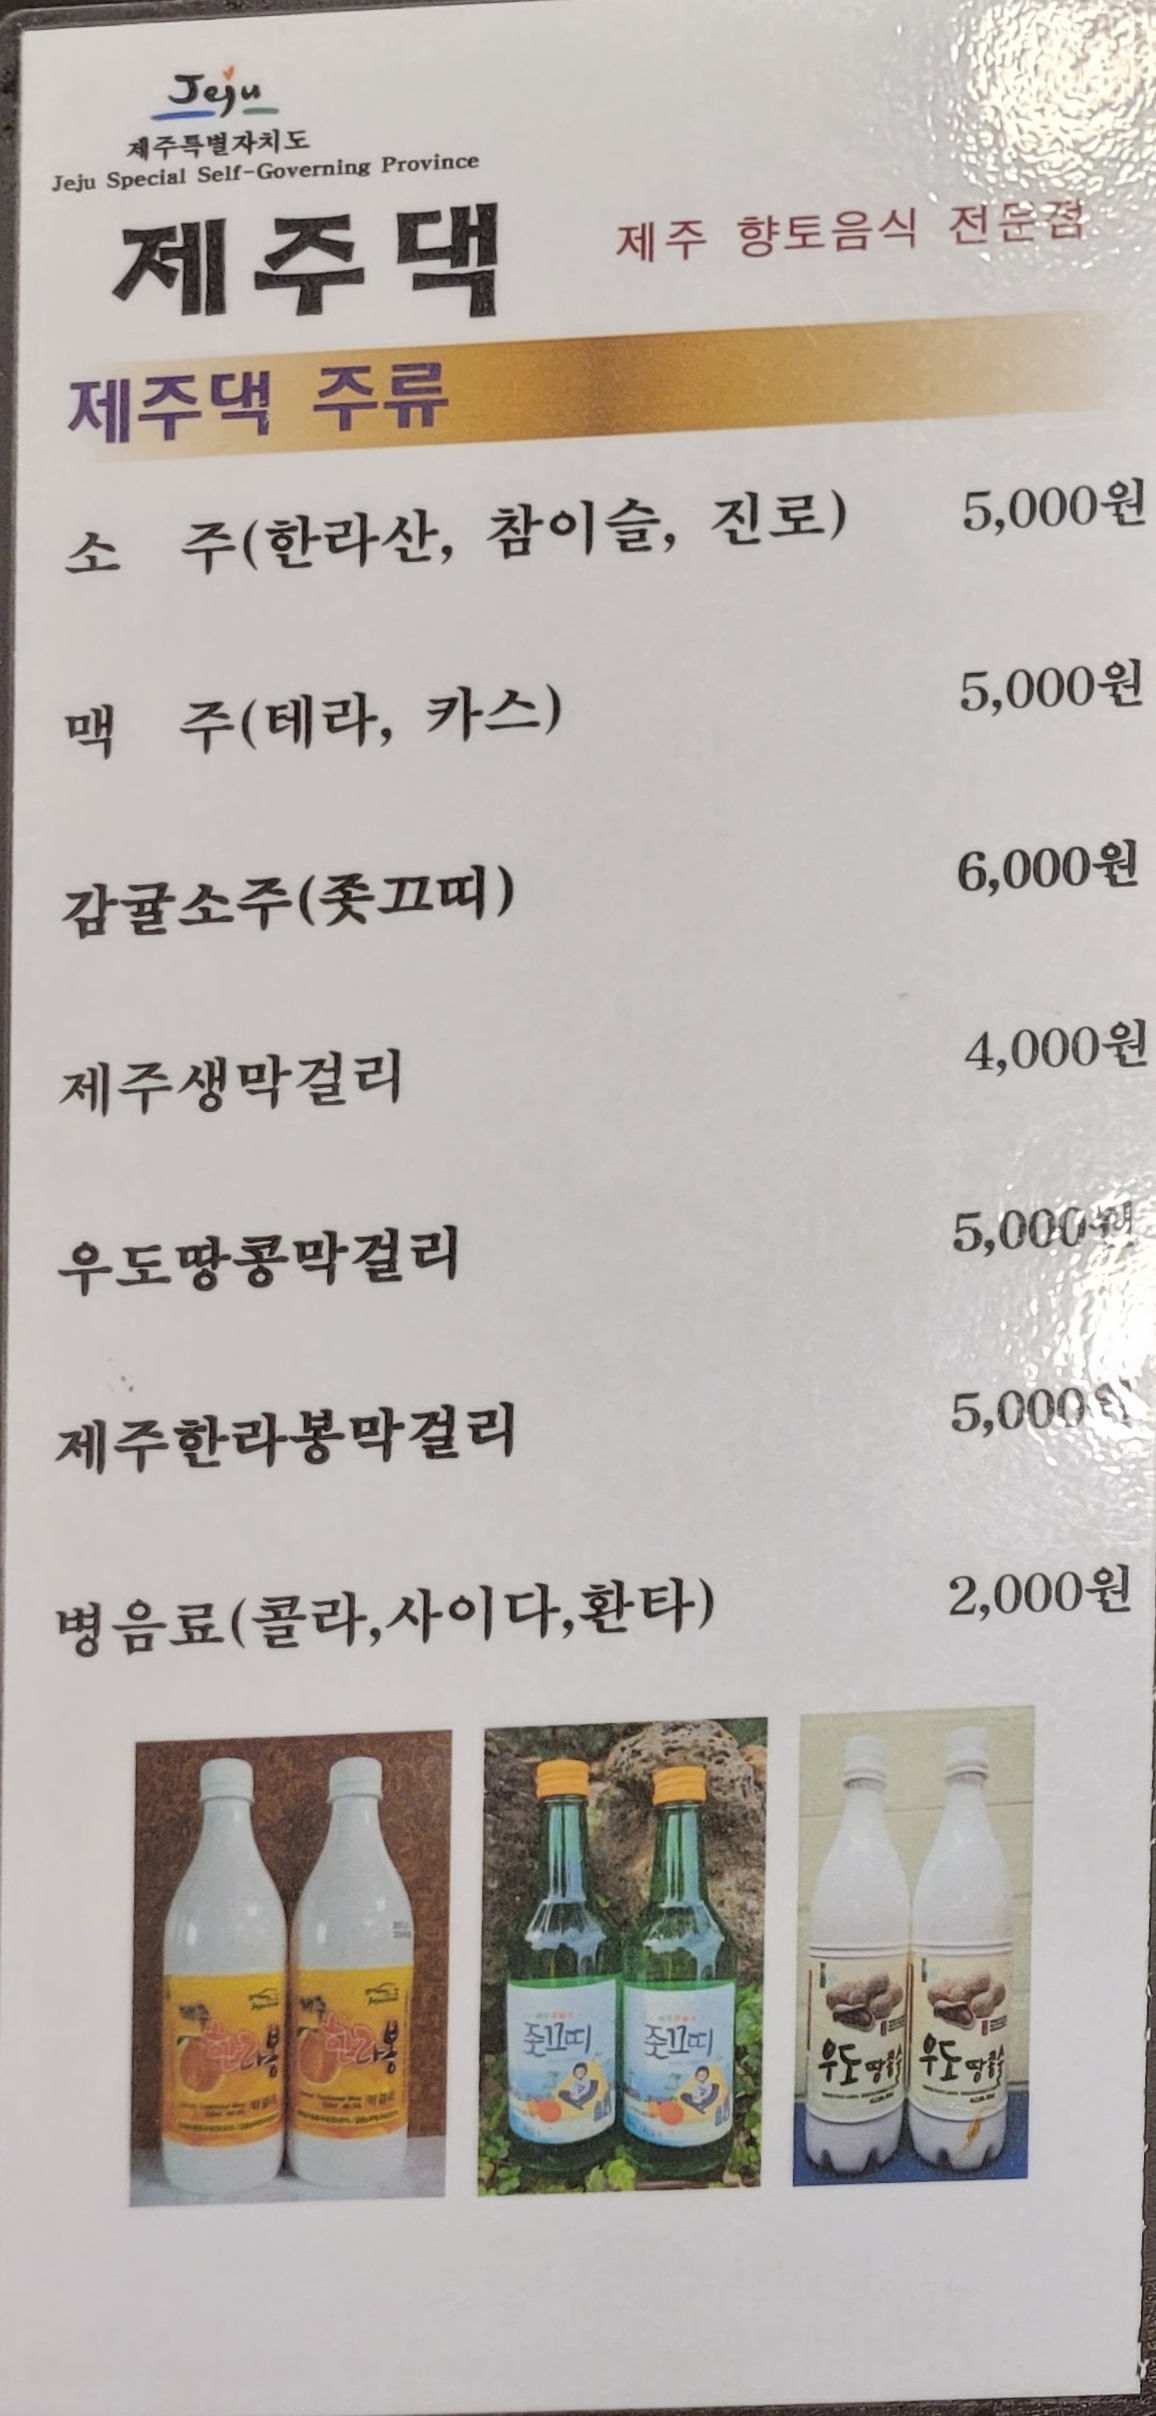 Jeju
제주특별자치도
Jeju Special Self-Governing Province
제주댁 제주 향토음식 전문점
제주댁 주류
소 주(한라산, 참이슬, 진로) 5,000원
맥 주(테라, 카스) 5,000원
감귤소주(좆끄띠) 6,000원
제주생막걸리 4,000원
우도땅콩막걸리 5,000원
제주한라봉막걸리 5,000원
병음료(콜라,사이다,환타) 2,000원
제주 한라봉 막걸리
제주 한라봉 막걸리
좆끄띠
좆끄띠
우도 땅콩
우도 땅콩